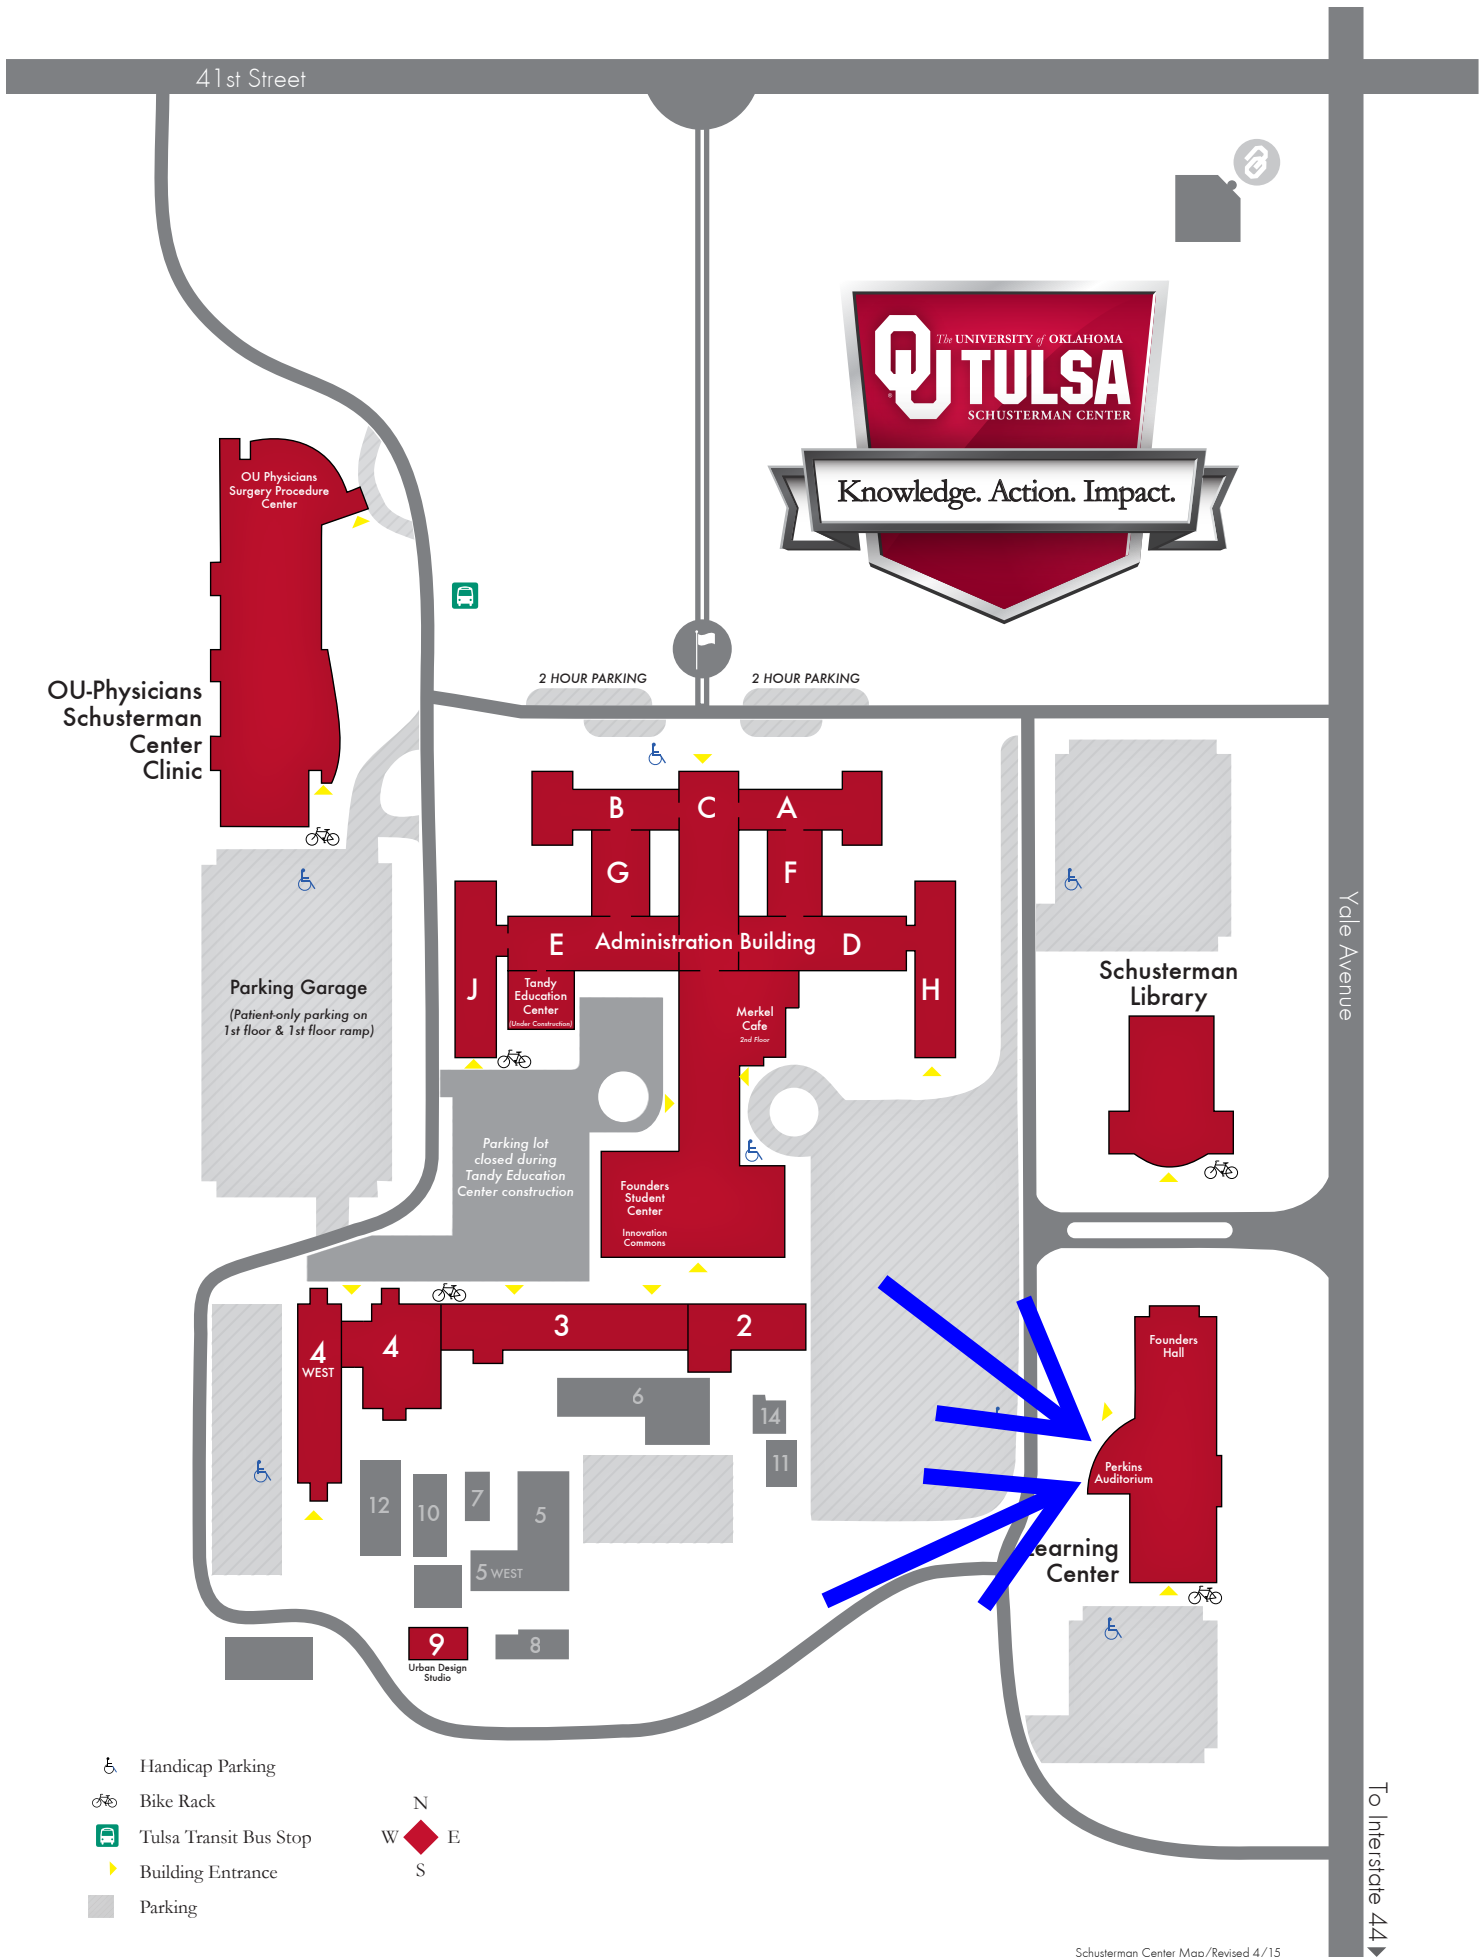 41st Street
The UNIVERSITY of OKLAHOMA
OU TULSA
®
SCHUSTERMAN CENTER
Knowledge. Action. Impact.
OU Physicians
Surgery Procedure
Center
OU-Physicians
Schusterman
Center
Clinic
2 HOUR PARKING
2 HOUR PARKING
B
C
A
G
F
E
Administration Building
D
J
H
Tandy
Education
Center
(Under Construction)
Merkel
Cafe
2nd Floor
Parking Garage
(Patient-only parking on
1st floor & 1st floor ramp)
Schusterman
Library
Yale Avenue
Parking lot
closed during
Tandy Education
Center construction
Founders
Student
Center
Innovation
Commons
4
WEST
4
3
2
6
14
11
12
10
7
5
5 WEST
9
Urban Design
Studio
8
Founders
Hall
Perkins
Auditorium
Learning
Center
Handicap Parking
Bike Rack
Tulsa Transit Bus Stop
Building Entrance
Parking
N
W
E
S
To Interstate 44
Schusterman Center Map/Revised 4/15